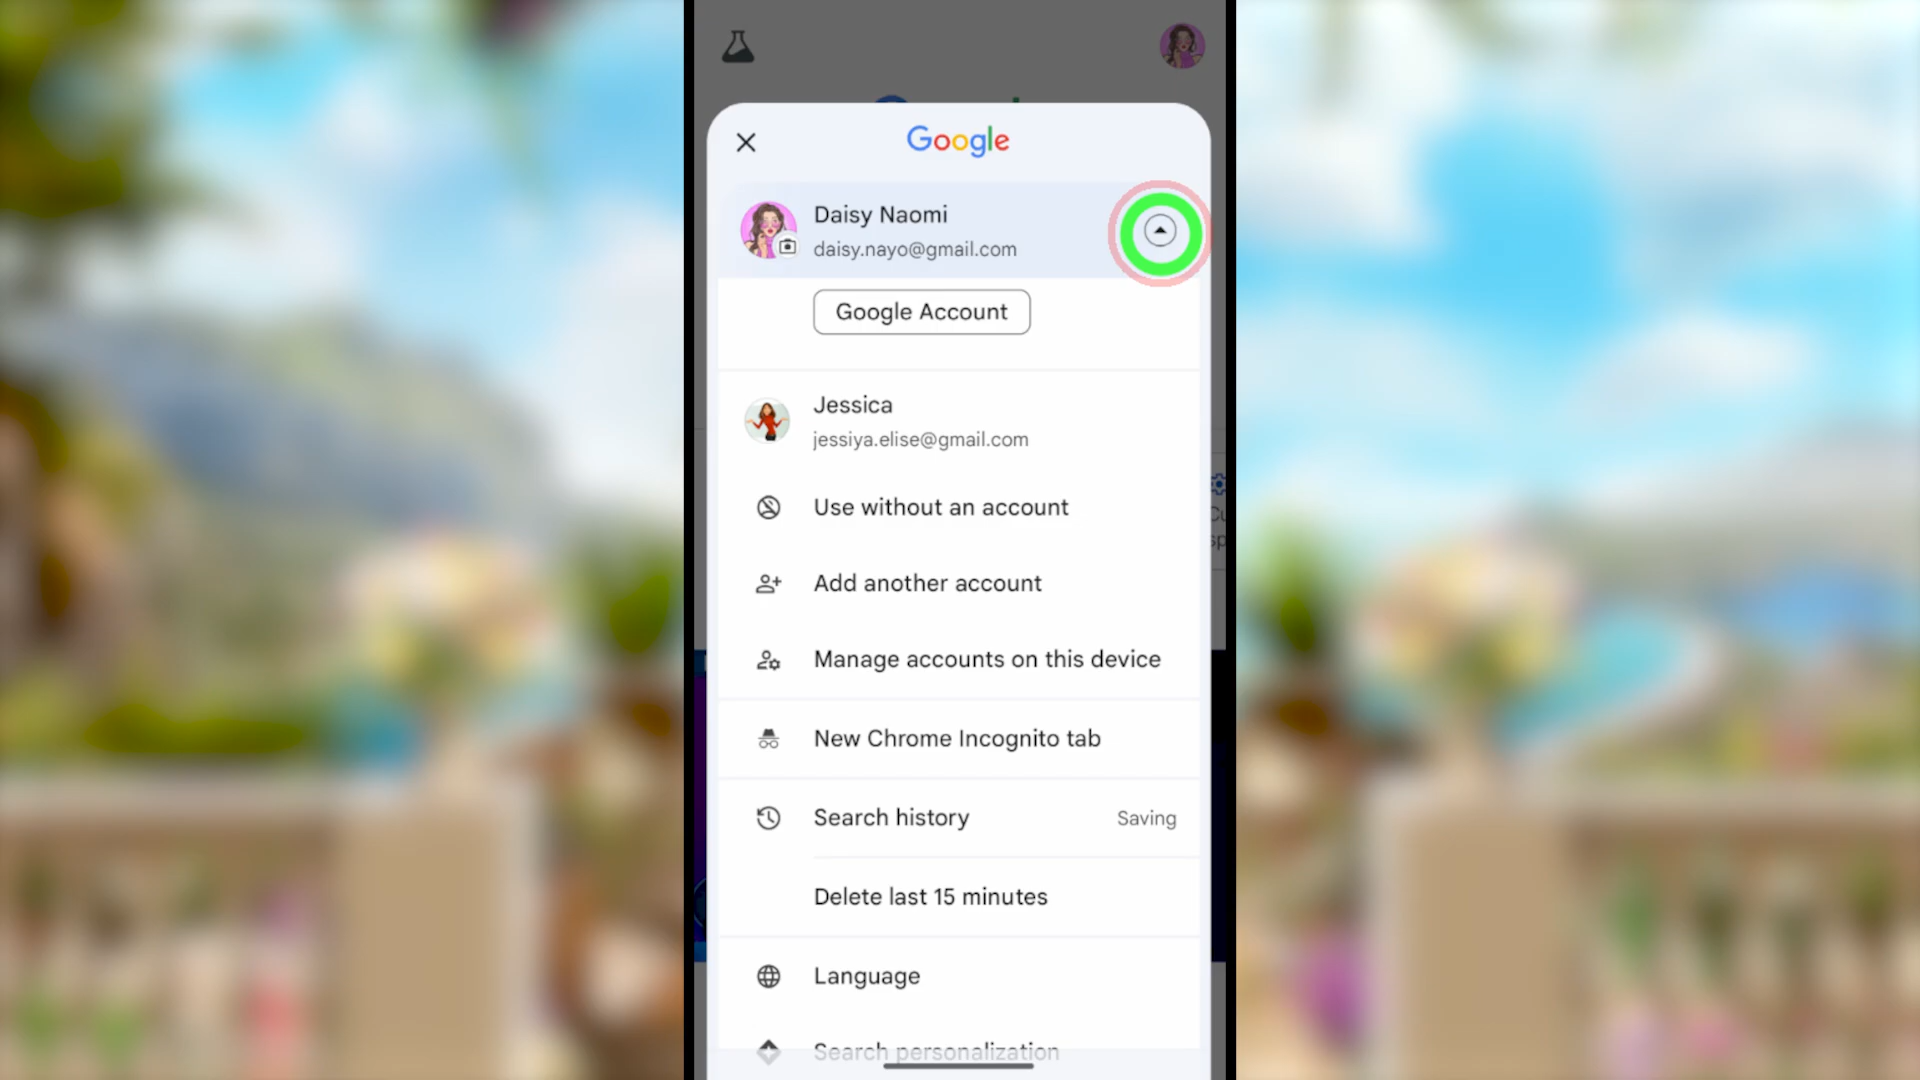 Google
Daisy Naomi
daisy.nayo@gmail.com
Google Account
Jessica
jessiya.elise@gmail.com
Use without an account
Add another account
Manage accounts on this device
New Chrome Incognito tab
Search history
Saving
Delete last 15 minutes
Language
Search personalization